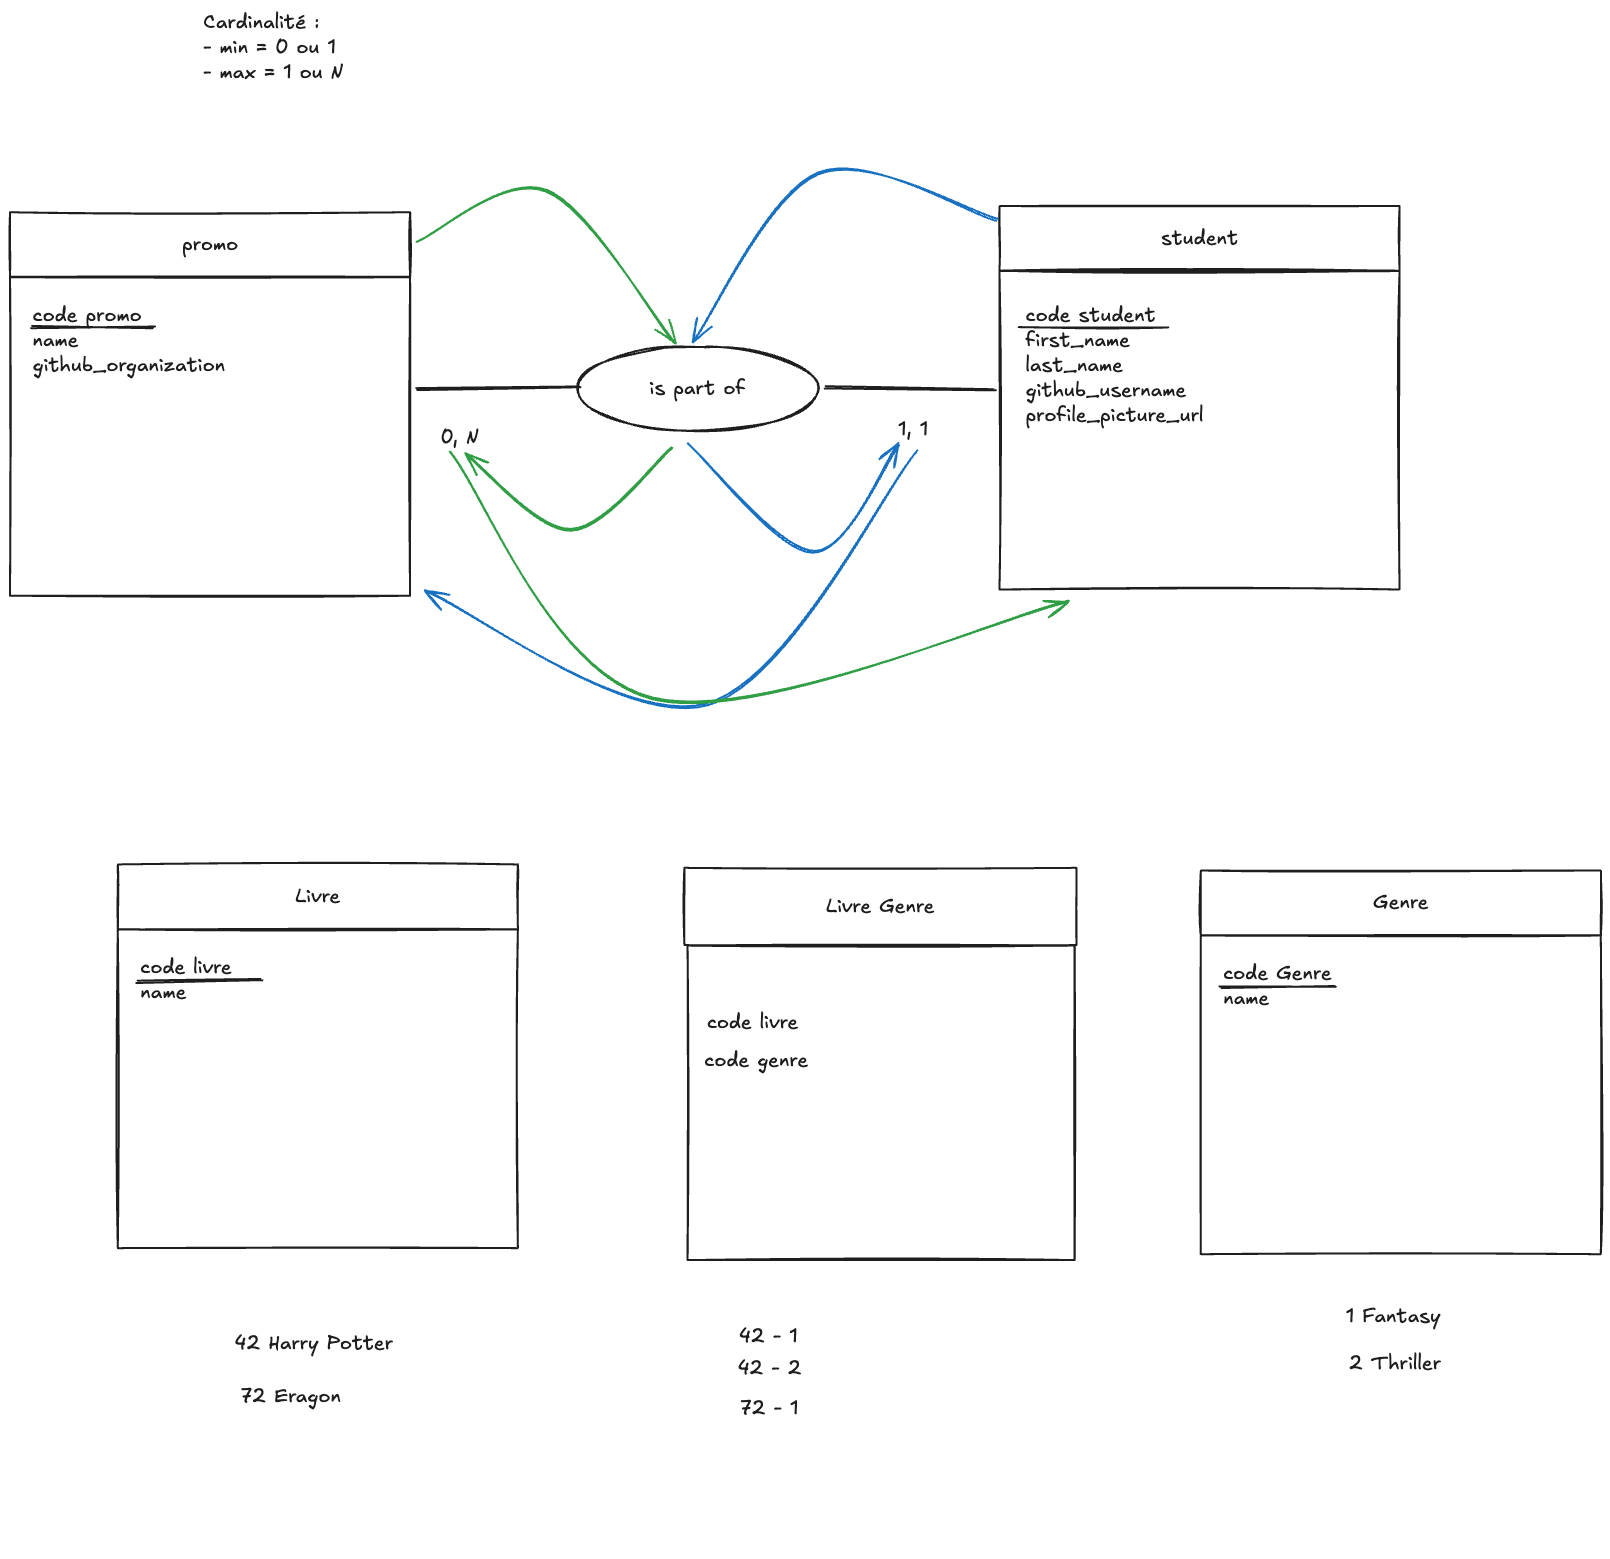 Cardinalité :
- min = 0 ou 1
- max = 1 ou N
promo
code promo
name
github_organization
is part of
0, N
1, 1
student
code student
first_name
last_name
github_username
profile_picture_url
Livre
code livre
name
Livre Genre
code livre
code genre
Genre
code Genre
name
42 Harry Potter
72 Eragon
42 - 1
42 - 2
72 - 1
1 Fantasy
2 Thriller